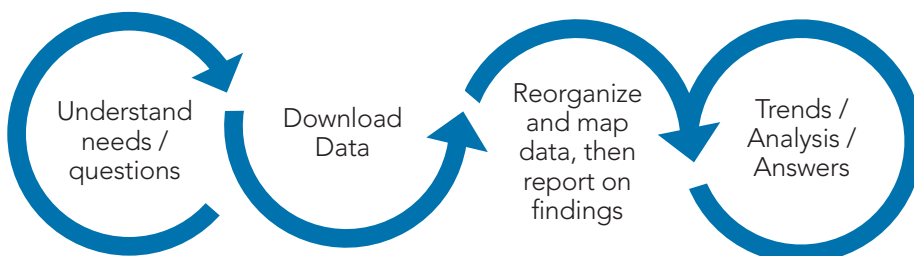 Understand
needs /
questions
Download
Data
Reorganize
and map
data, then
report on
findings
Trends /
Analysis /
Answers